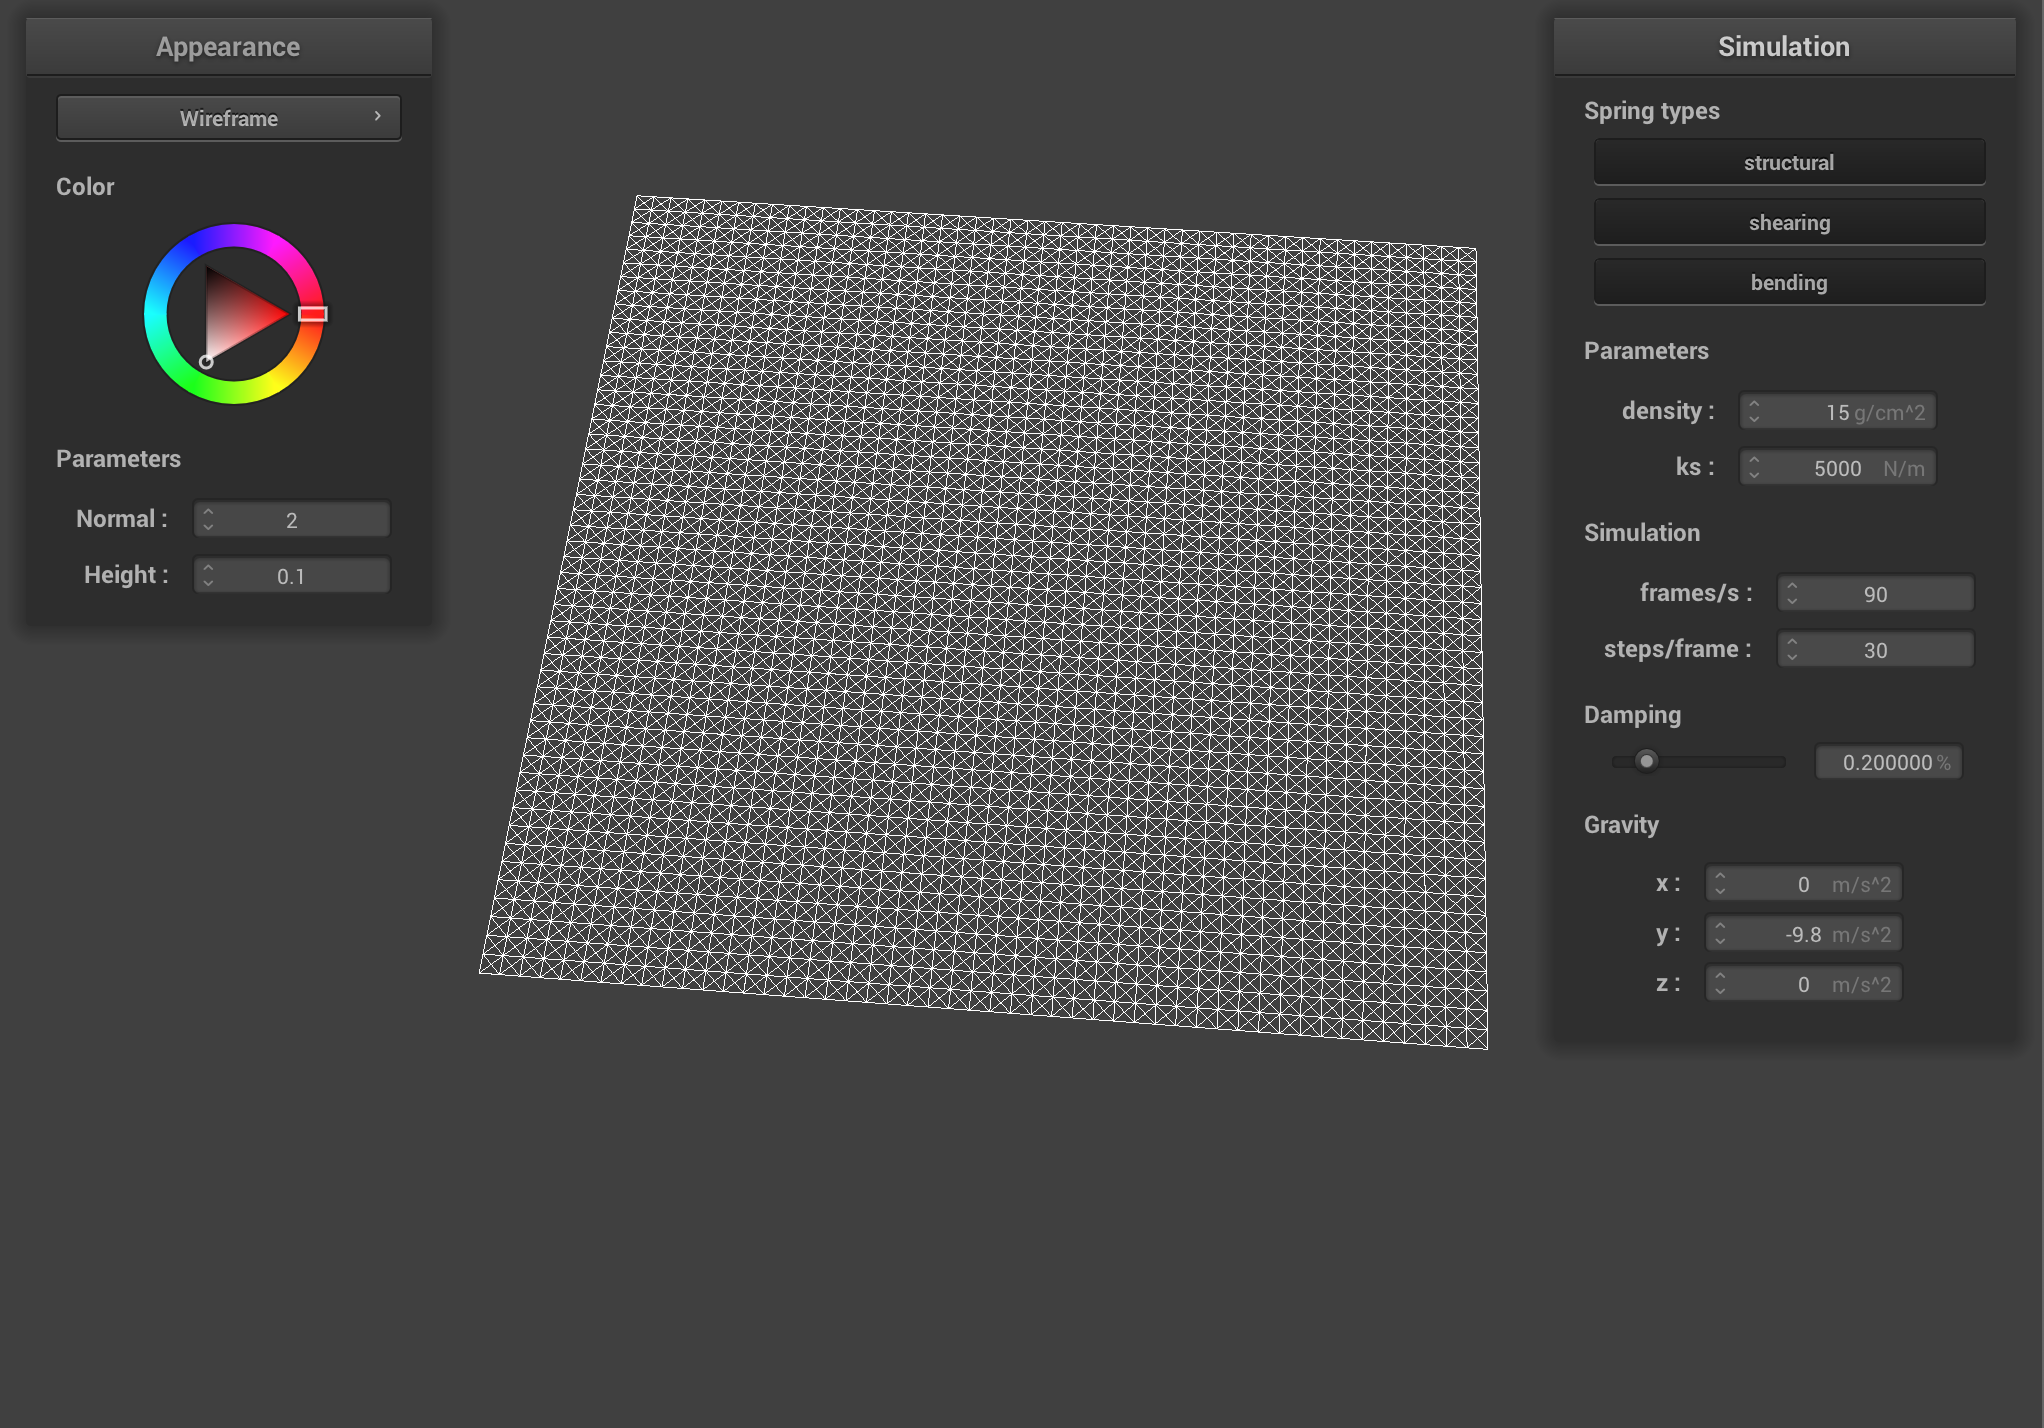 Appearance
Wireframe
Color
Parameters
Normal : 2
Height : 0.1
Simulation
Spring types
structural
shearing
bending
Parameters
density : 15 g/cm^2
ks : 5000 N/m
Simulation
frames/s : 90
steps/frame : 30
Damping
0.200000 %
Gravity
x : 0 m/s^2
y : -9.8 m/s^2
z : 0 m/s^2